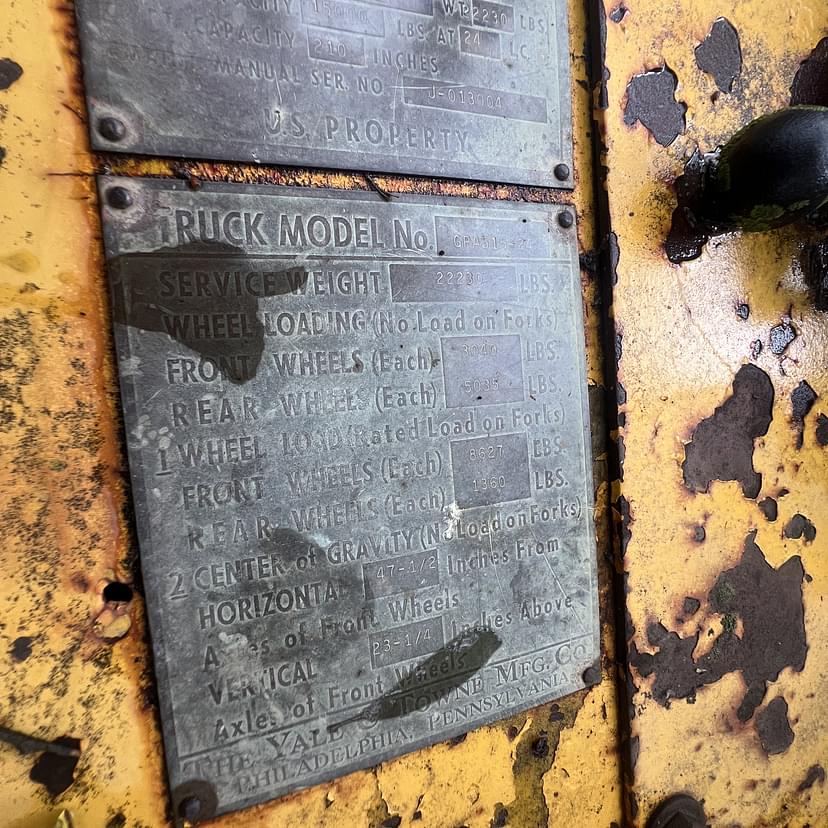 CAPACITY 15000 WT. 22230 LBS.
CAPACITY LBS. AT 24 L.C.
210 INCHES
MANUAL SER. NO. J-013004
U.S. PROPERTY
TRUCK MODEL No.
SERVICE WEIGHT 22230 LBS.
WHEEL LOADING (No Load on Forks)
FRONT WHEELS (Each) 3040 LBS.
REAR WHEELS (Each) 5035 LBS.
1 WHEEL LOAD (Rated Load on Forks)
FRONT WHEELS (Each) 8627 LBS.
REAR WHEELS (Each) 1360 LBS.
2 CENTER of GRAVITY (No Load on Forks)
HORIZONTAL 47-1/2 Inches From
Axles of Front Wheels
VERTICAL 23-1/4 Inches Above
Axles of Front Wheels
THE YALE & TOWNE MFG. CO.
PHILADELPHIA, PENNSYLVANIA